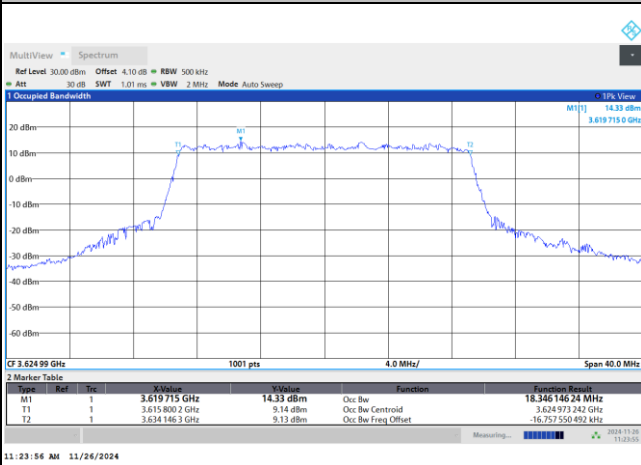 MultiView Spectrum
Ref Level 30.00 dBm Offset 4.10 dB RBW 500 kHz
Att 30 dB SWT 1.01 ms VBW 2 MHz Mode Auto Sweep
1 Occupied Bandwidth 1Pk View
M1[1] 14.33 dBm
3.619 715 0 GHz
20 dBm
M1
T1
T2
10 dBm
0 dBm
-10 dBm
-20 dBm
-30 dBm
-40 dBm
-50 dBm
-60 dBm
CF 3.624 99 GHz 1001 pts 4.0 MHz/ Span 40.0 MHz
2 Marker Table
Type Ref Trc X-Value Y-Value Function Function Result
M1 1 3.619715 GHz 14.33 dBm Occ Bw 18.346 146 24 MHz
T1 1 3.615 800 2 GHz 9.14 dBm Occ Bw Centroid 3.624 973 242 GHz
T2 1 3.634 146 3 GHz 9.13 dBm Occ Bw Freq Offset -16.757 550 492 kHz
Measuring... 2024-11-26
11:23:55
11:23:56 AM 11/26/2024